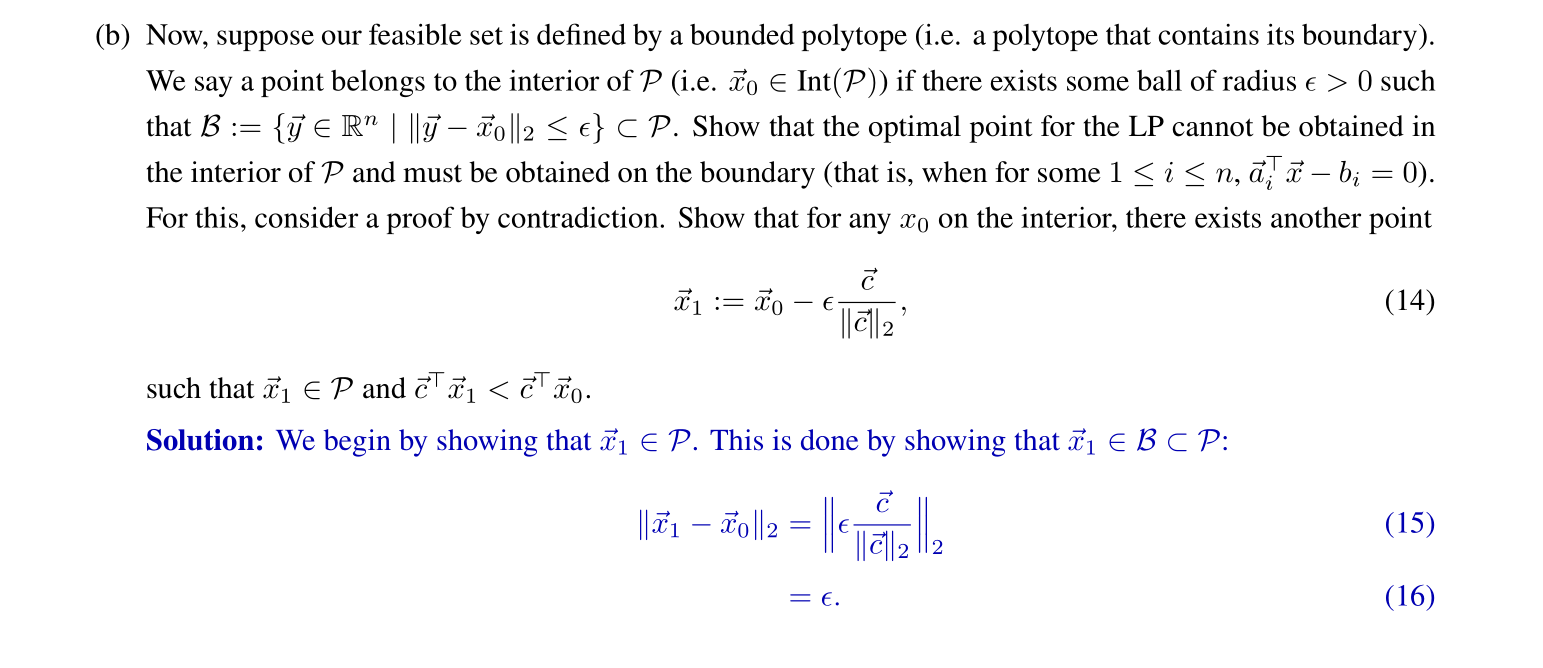 (b) Now, suppose our feasible set is defined by a bounded polytope (i.e. a polytope that contains its boundary).
We say a point belongs to the interior of $\mathcal{P}$ (i.e. $\vec{x}_0 \in \text{Int}(\mathcal{P})$) if there exists some ball of radius $\epsilon > 0$ such
that $\mathcal{B} := \{\vec{y} \in \mathbb{R}^n \mid \|\vec{y} - \vec{x}_0\|_2 \leq \epsilon\} \subset \mathcal{P}$. Show that the optimal point for the LP cannot be obtained in
the interior of $\mathcal{P}$ and must be obtained on the boundary (that is, when for some $1 \leq i \leq n$, $\vec{a}_i^\top \vec{x} - b_i = 0$).
For this, consider a proof by contradiction. Show that for any $x_0$ on the interior, there exists another point
$\vec{x}_1 := \vec{x}_0 - \epsilon \frac{\vec{c}}{\|\vec{c}\|_2},$ (14)
such that $\vec{x}_1 \in \mathcal{P}$ and $\vec{c}^\top \vec{x}_1 < \vec{c}^\top \vec{x}_0$.
Solution: We begin by showing that $\vec{x}_1 \in \mathcal{P}$. This is done by showing that $\vec{x}_1 \in \mathcal{B} \subset \mathcal{P}$:
$\|\vec{x}_1 - \vec{x}_0\|_2 = \left\| \epsilon \frac{\vec{c}}{\|\vec{c}\|_2} \right\|_2$ (15)
$= \epsilon.$ (16)